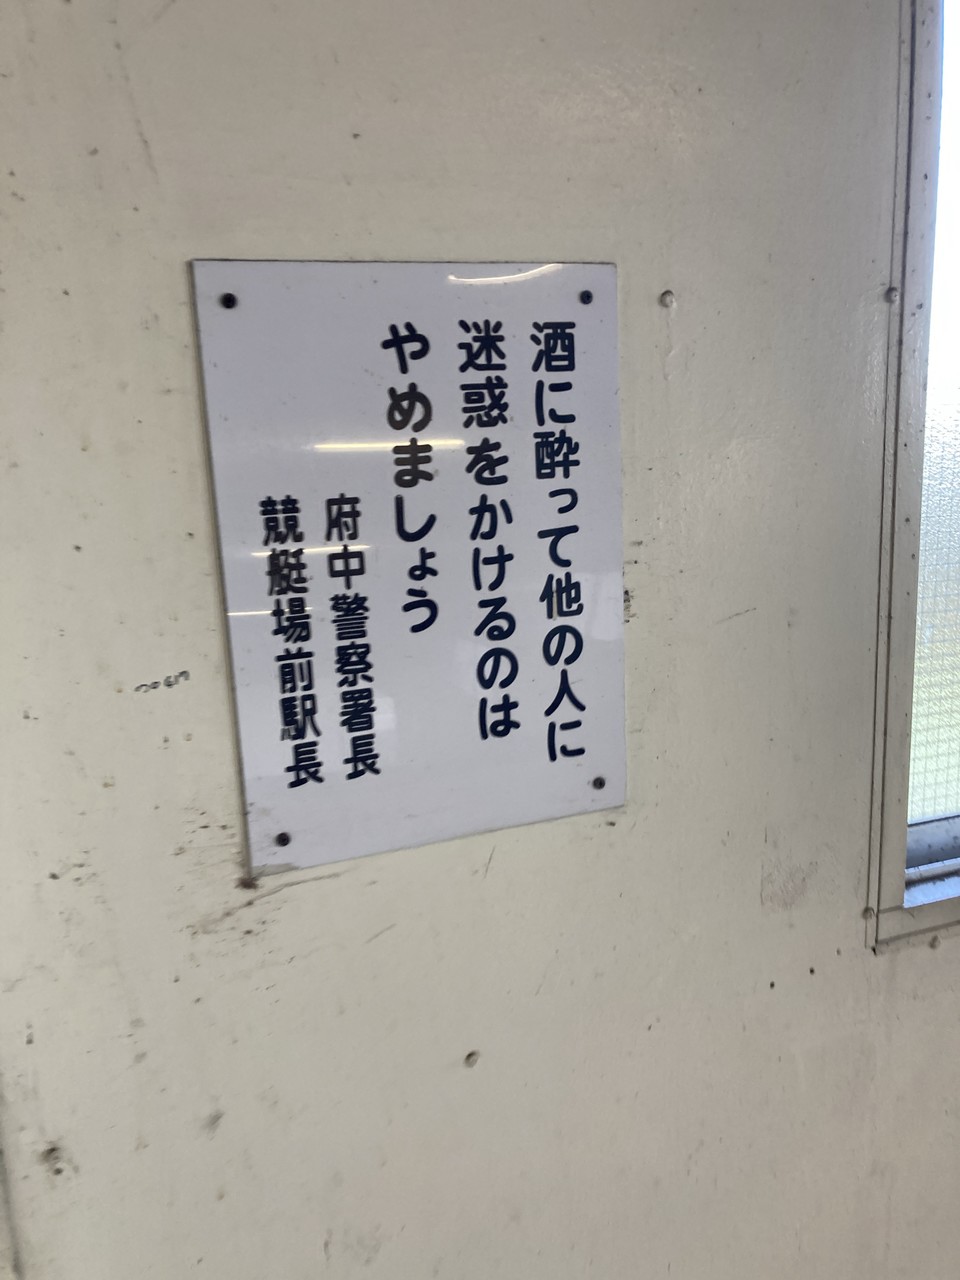 酒に酔って他の人に
迷惑をかけるのは
やめましょう
府中警察署長
競艇場前駅長